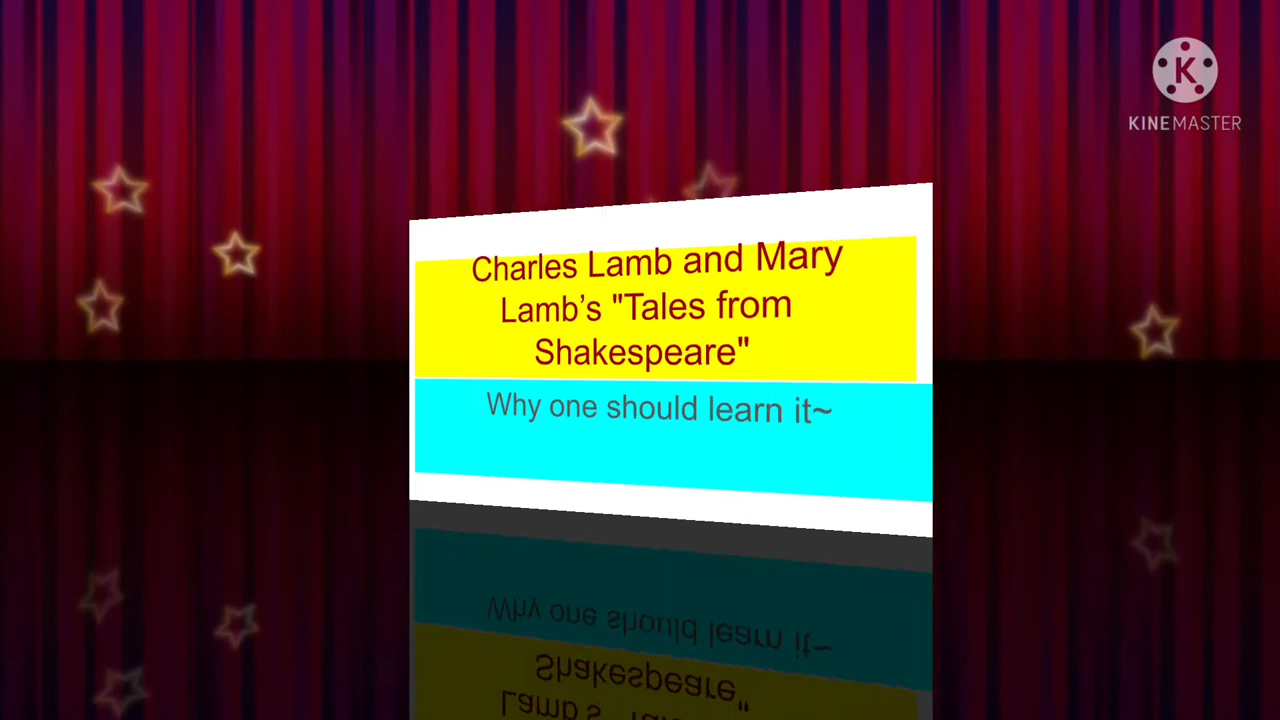 KINEMASTER
Charles Lamb and Mary
Lamb’s "Tales from
Shakespeare"
Why one should learn it~